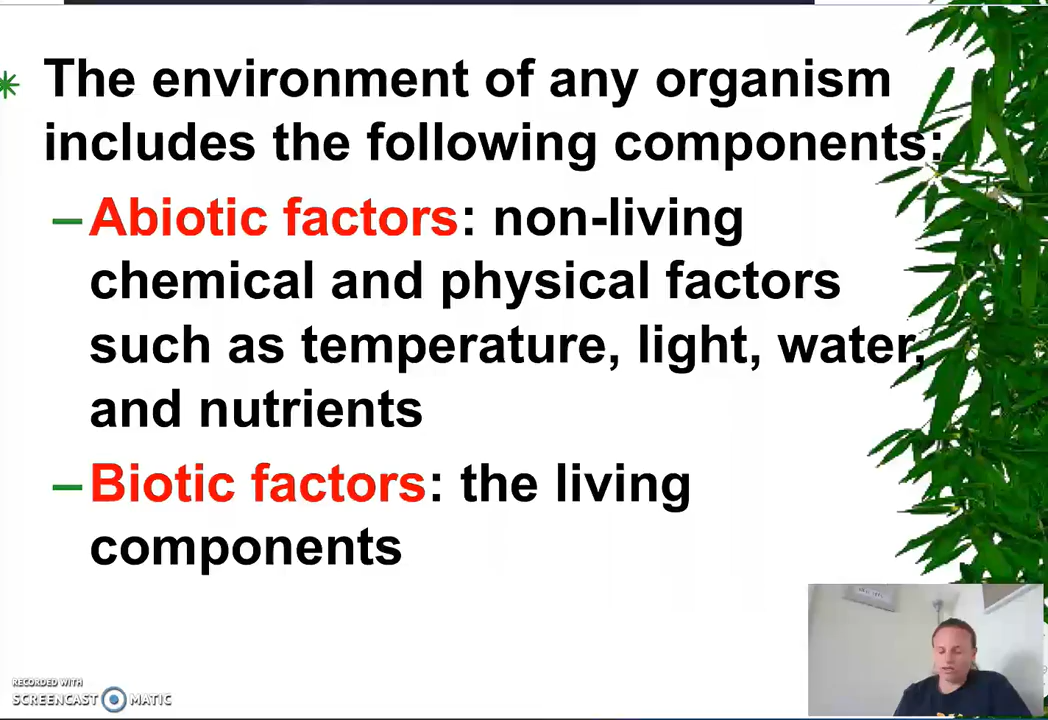 The environment of any organism
includes the following components:
–Abiotic factors: non-living
chemical and physical factors
such as temperature, light, water,
and nutrients
–Biotic factors: the living
components
RECORDED WITH
SCREENCAST MATIC